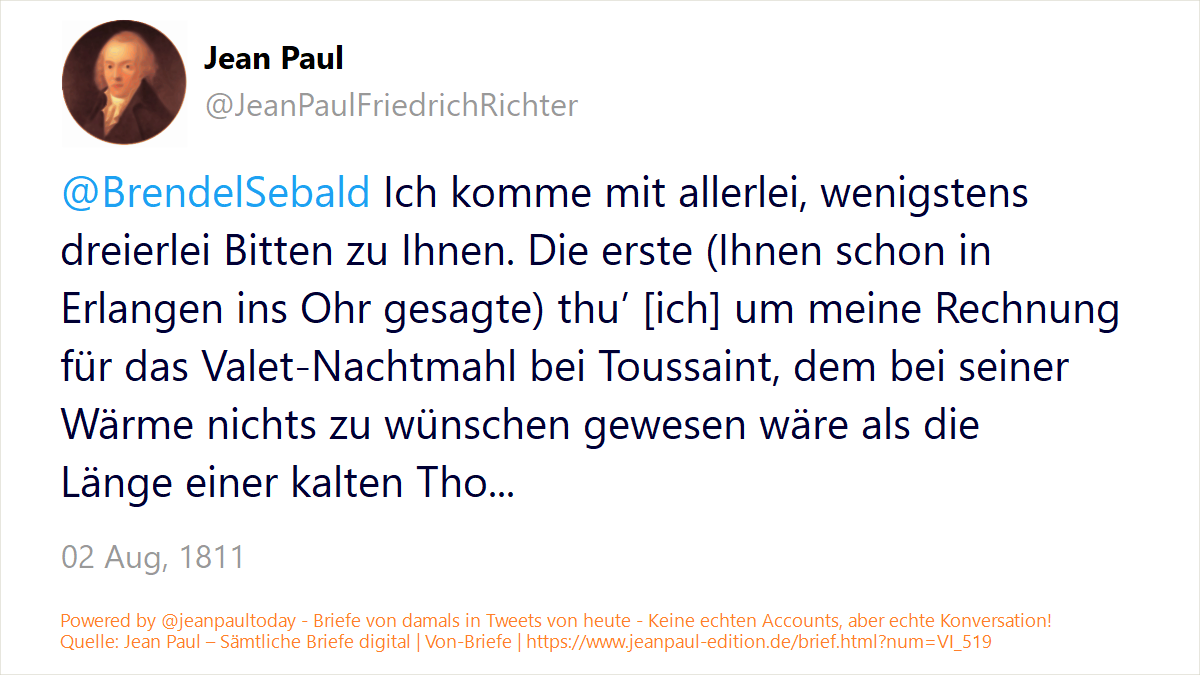 Jean Paul
@JeanPaulFriedrichRichter
@BrendelSebald Ich komme mit allerlei, wenigstens
dreierlei Bitten zu Ihnen. Die erste (Ihnen schon in
Erlangen ins Ohr gesagte) thu’ [ich] um meine Rechnung
für das Valet-Nachtmahl bei Toussaint, dem bei seiner
Wärme nichts zu wünschen gewesen wäre als die
Länge einer kalten Tho...
02 Aug, 1811
Powered by @jeanpaultoday - Briefe von damals in Tweets von heute - Keine echten Accounts, aber echte Konversation!
Quelle: Jean Paul – Sämtliche Briefe digital | Von-Briefe | https://www.jeanpaul-edition.de/brief.html?num=VI_519